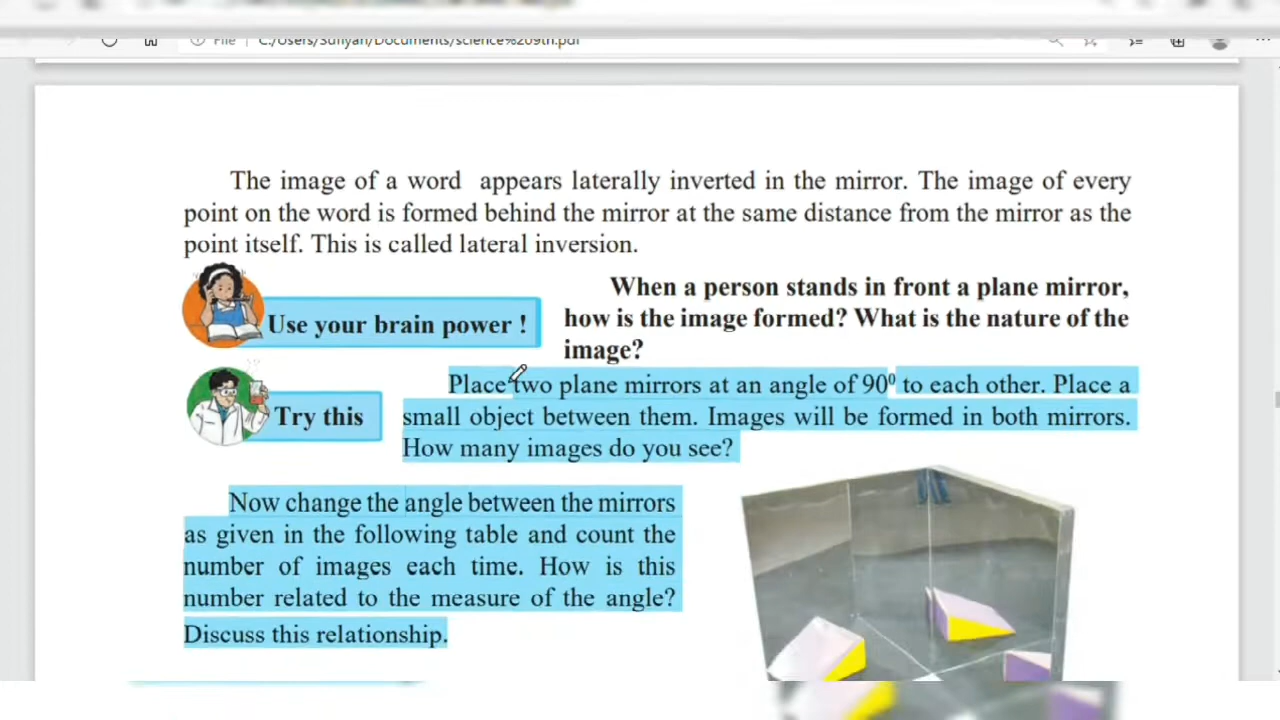 File | C:/Users/Sufiyan/Documents/science%209th.pdf
The image of a word appears laterally inverted in the mirror. The image of every
point on the word is formed behind the mirror at the same distance from the mirror as the
point itself. This is called lateral inversion.
When a person stands in front a plane mirror,
how is the image formed? What is the nature of the
image?
Use your brain power !
Place two plane mirrors at an angle of 90⁰ to each other. Place a
small object between them. Images will be formed in both mirrors.
How many images do you see?
Try this
Now change the angle between the mirrors
as given in the following table and count the
number of images each time. How is this
number related to the measure of the angle?
Discuss this relationship.